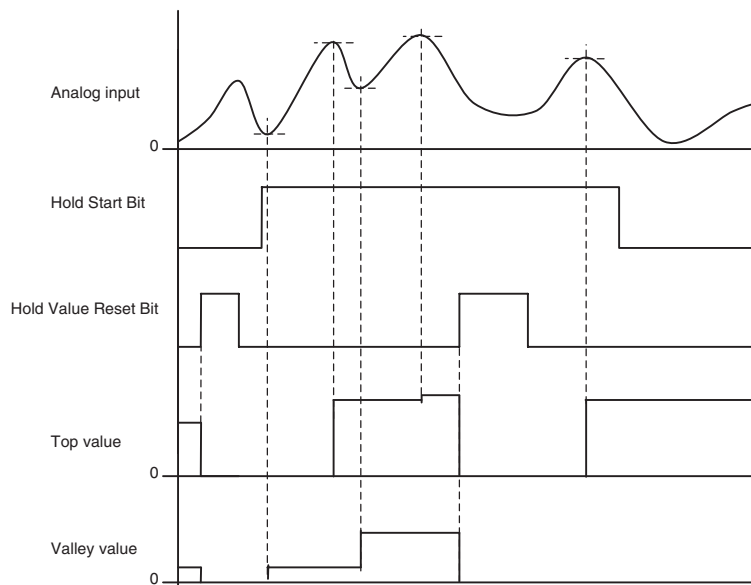 Analog input
0
Hold Start Bit
Hold Value Reset Bit
Top value
0
Valley value
0